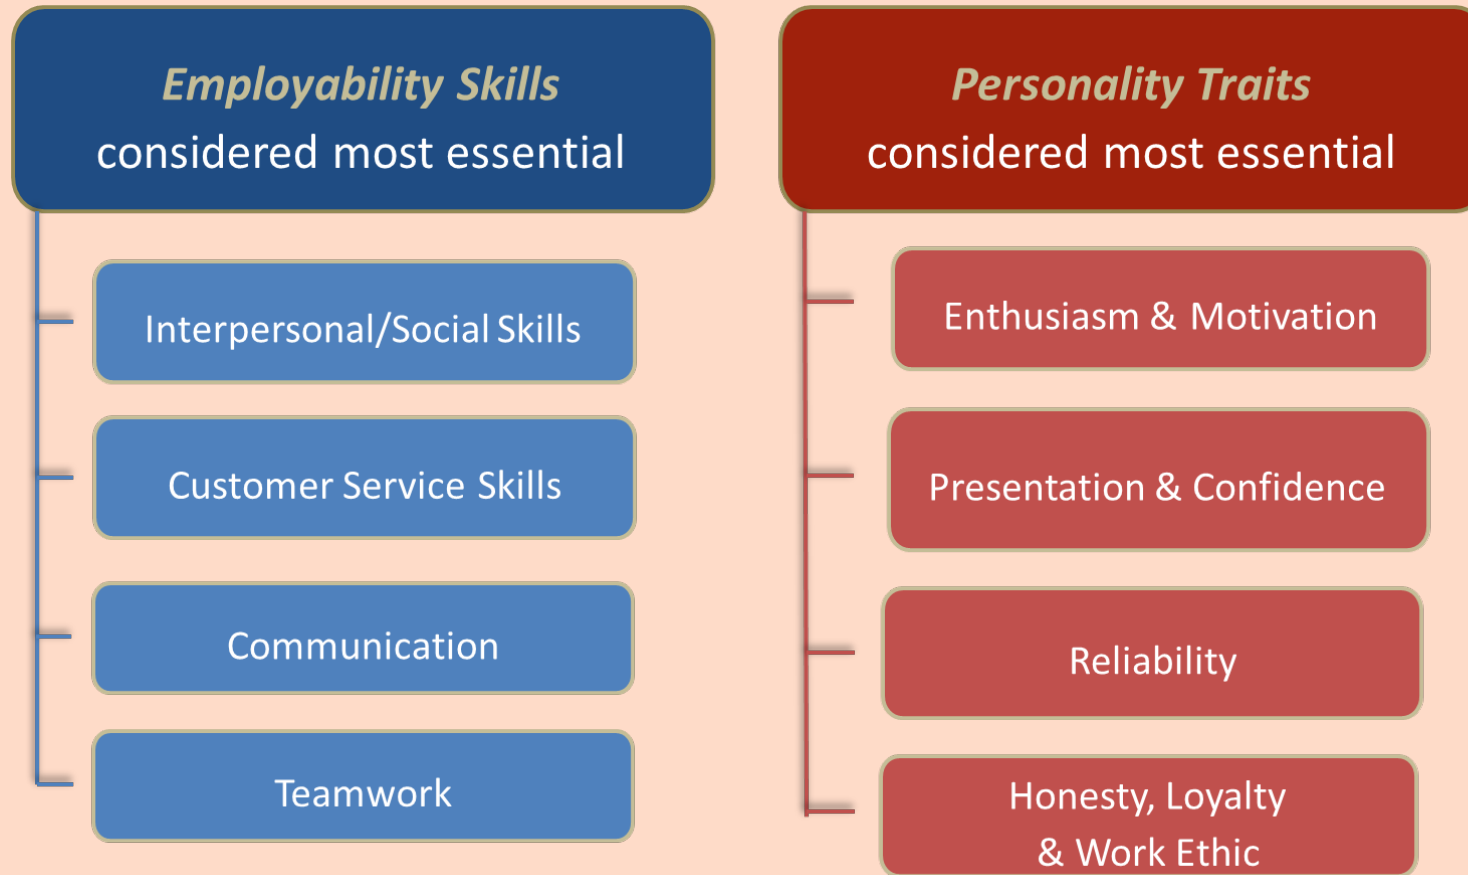 Employability Skills
considered most essential
Interpersonal/Social Skills
Customer Service Skills
Communication
Teamwork
Personality Traits
considered most essential
Enthusiasm & Motivation
Presentation & Confidence
Reliability
Honesty, Loyalty
& Work Ethic